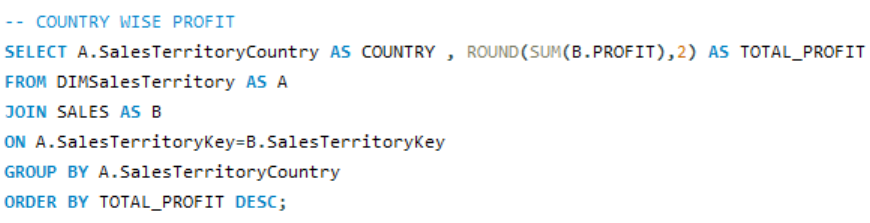 -- COUNTRY WISE PROFIT
SELECT A.SalesTerritoryCountry AS COUNTRY , ROUND(SUM(B.PROFIT),2) AS TOTAL_PROFIT
FROM DIMSalesTerritory AS A
JOIN SALES AS B
ON A.SalesTerritoryKey=B.SalesTerritoryKey
GROUP BY A.SalesTerritoryCountry
ORDER BY TOTAL_PROFIT DESC;